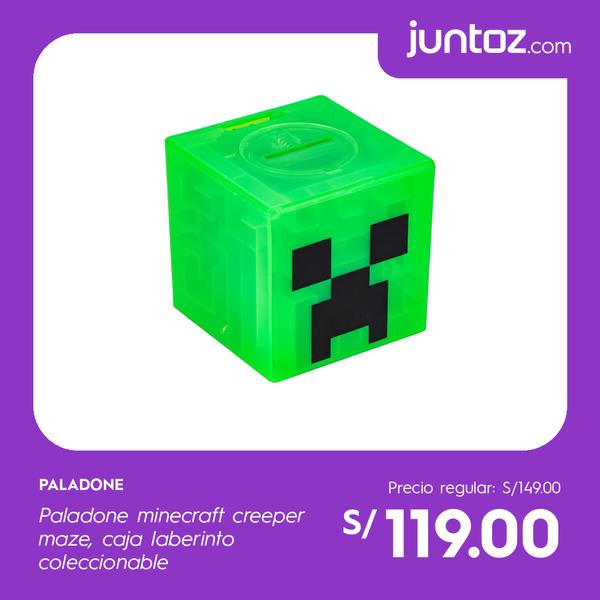 juntoz.com
PALADONE
Paladone minecraft creeper
maze, caja laberinto
coleccionable
Precio regular: S/149.00
S/119.00